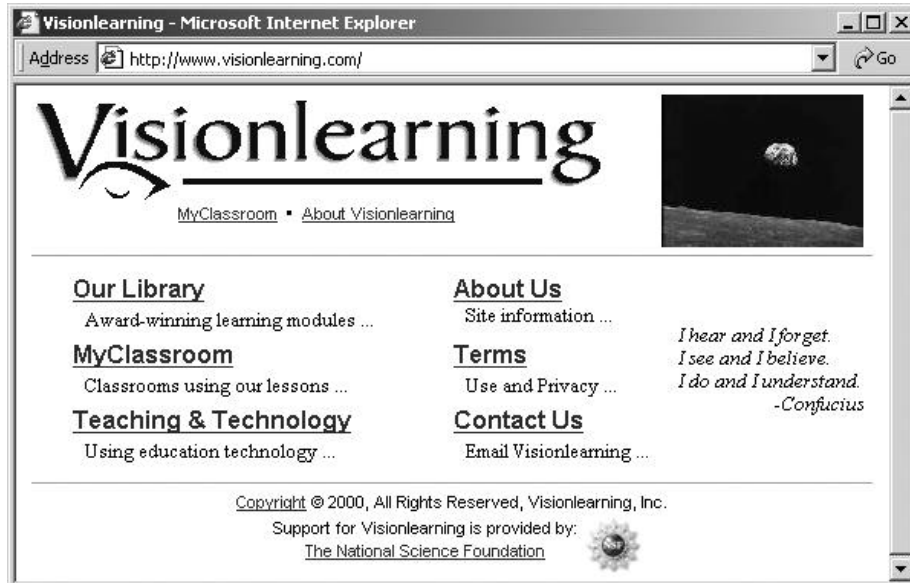 Visionlearning - Microsoft Internet Explorer
Address http://www.visionlearning.com/ Go
Visionlearning
MyClassroom ▪ About Visionlearning
Our Library
Award-winning learning modules ...
MyClassroom
Classrooms using our lessons ...
Teaching & Technology
Using education technology ...
About Us
Site information ...
Terms
Use and Privacy ...
Contact Us
Email Visionlearning ...
I hear and I forget.
I see and I believe.
I do and I understand.
-Confucius
Copyright © 2000, All Rights Reserved, Visionlearning, Inc.
Support for Visionlearning is provided by:
The National Science Foundation
NSF